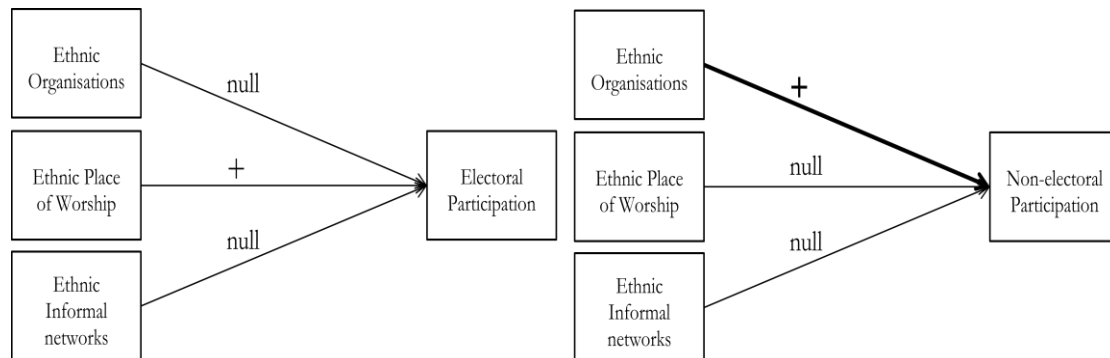 Ethnic
Organisations
null
Ethnic Place
of Worship
+
Electoral
Participation
null
Ethnic
Informal
networks
Ethnic
Organisations
+
Ethnic Place
of Worship
null
Non-electoral
Participation
null
Ethnic
Informal
networks